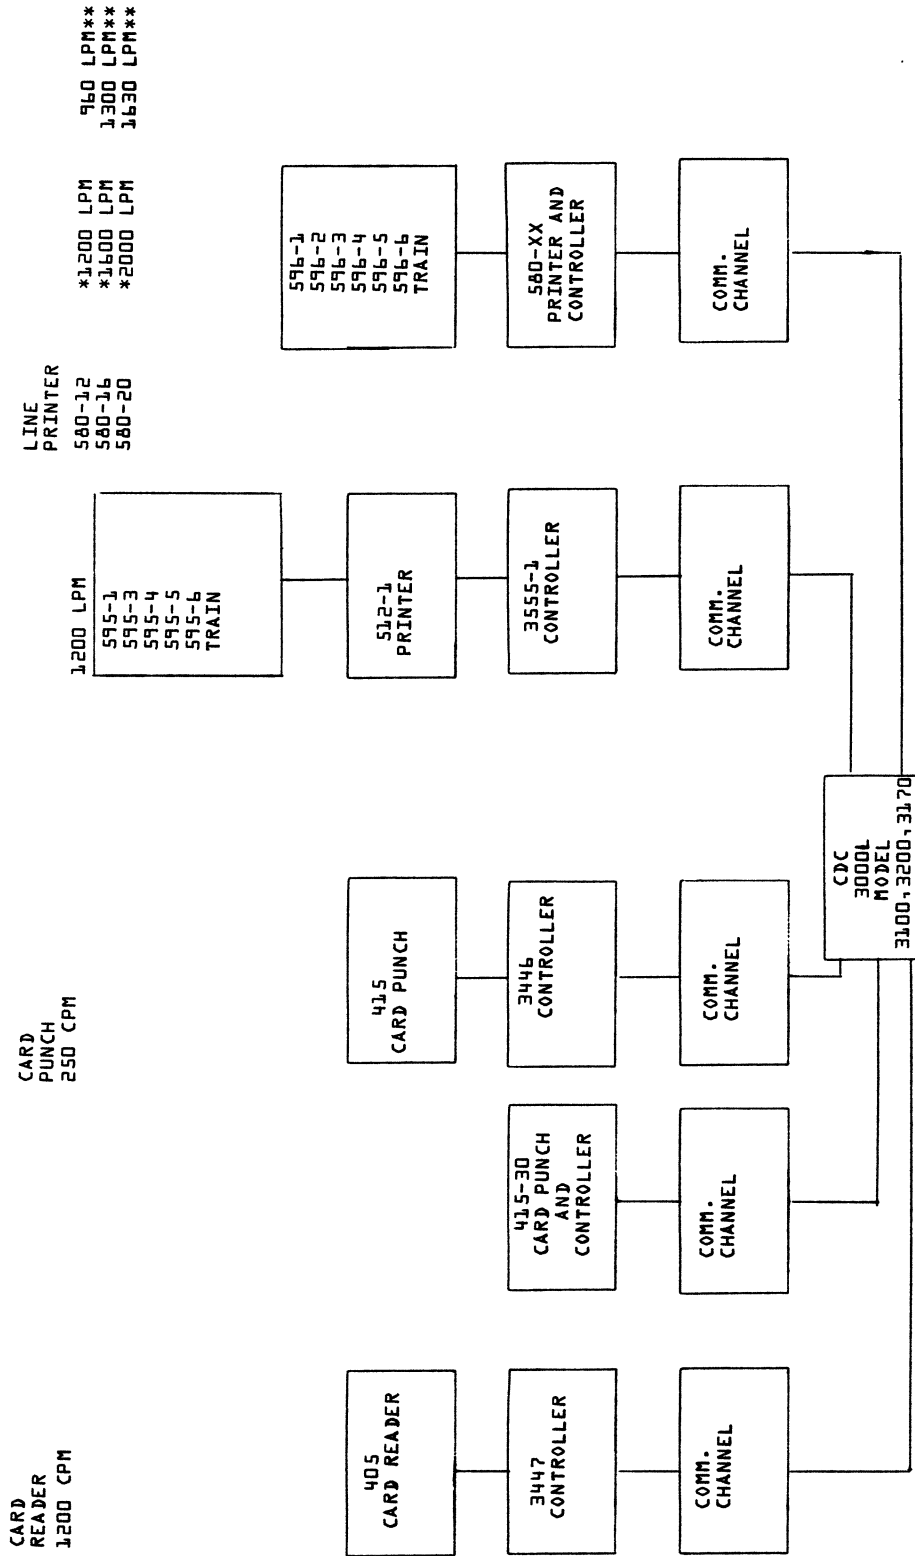 CARD
READER
1200 CPM
CARD
PUNCH
250 CPM
LINE
PRINTER
580-12 *1200 LPM 960 LPM**
580-16 *1600 LPM 1300 LPM**
580-20 *2000 LPM 1630 LPM**
1200 LPM
595-1
595-3
595-4
595-5
595-6
TRAIN
596-1
596-2
596-3
596-4
596-5
596-6
TRAIN
405
CARD READER
415
CARD PUNCH
512-1
PRINTER
3447
CONTROLLER
415-30
CARD PUNCH
AND
CONTROLLER
3446
CONTROLLER
3555-1
CONTROLLER
580-XX
PRINTER AND
CONTROLLER
COMM.
CHANNEL
COMM.
CHANNEL
COMM.
CHANNEL
COMM.
CHANNEL
COMM.
CHANNEL
CDC
3000L
MODEL
3100,3200,3170